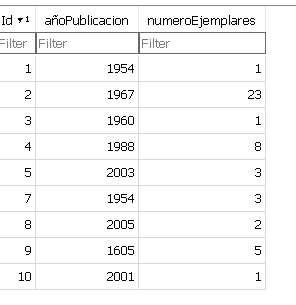 Id ▼1 añoPublicacion numeroEjemplares
Filter Filter Filter
1 1954 1
2 1967 23
3 1960 1
4 1988 8
5 2003 3
7 1954 3
8 2005 2
9 1605 5
10 2001 1